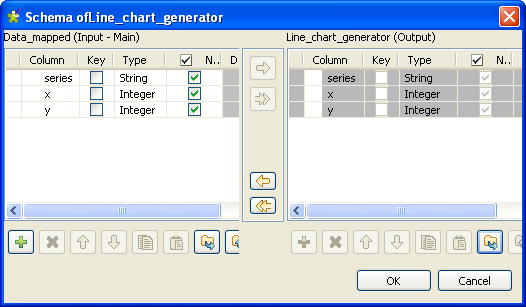 Schema ofLine_chart_generator
Data_mapped (Input - Main)
Line_chart_generator (Output)
Column Key Type N.. D
Column Key Type N..
series String
series String
x Integer
x Integer
y Integer
y Integer
OK
Cancel